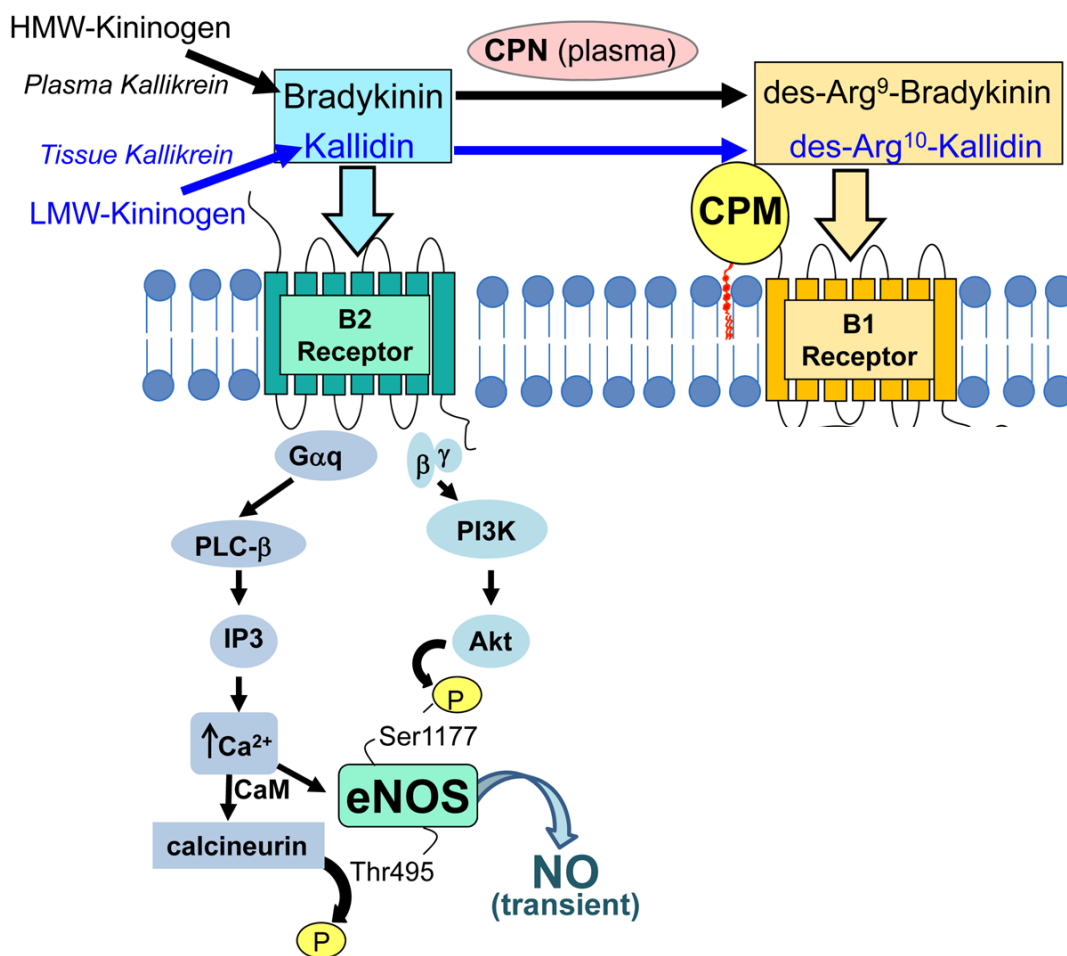 HMW-Kininogen
Plasma Kallikrein
Tissue Kallikrein
LMW-Kininogen
Bradykinin
Kallidin
CPN (plasma)
des-Arg⁹-Bradykinin
des-Arg¹⁰-Kallidin
CPM
B2
Receptor
B1
Receptor
Gαq
β
γ
PLC-β
PI3K
IP3
Akt
P
Ser1177
↑Ca²⁺
CaM
eNOS
calcineurin
Thr495
NO
(transient)
P